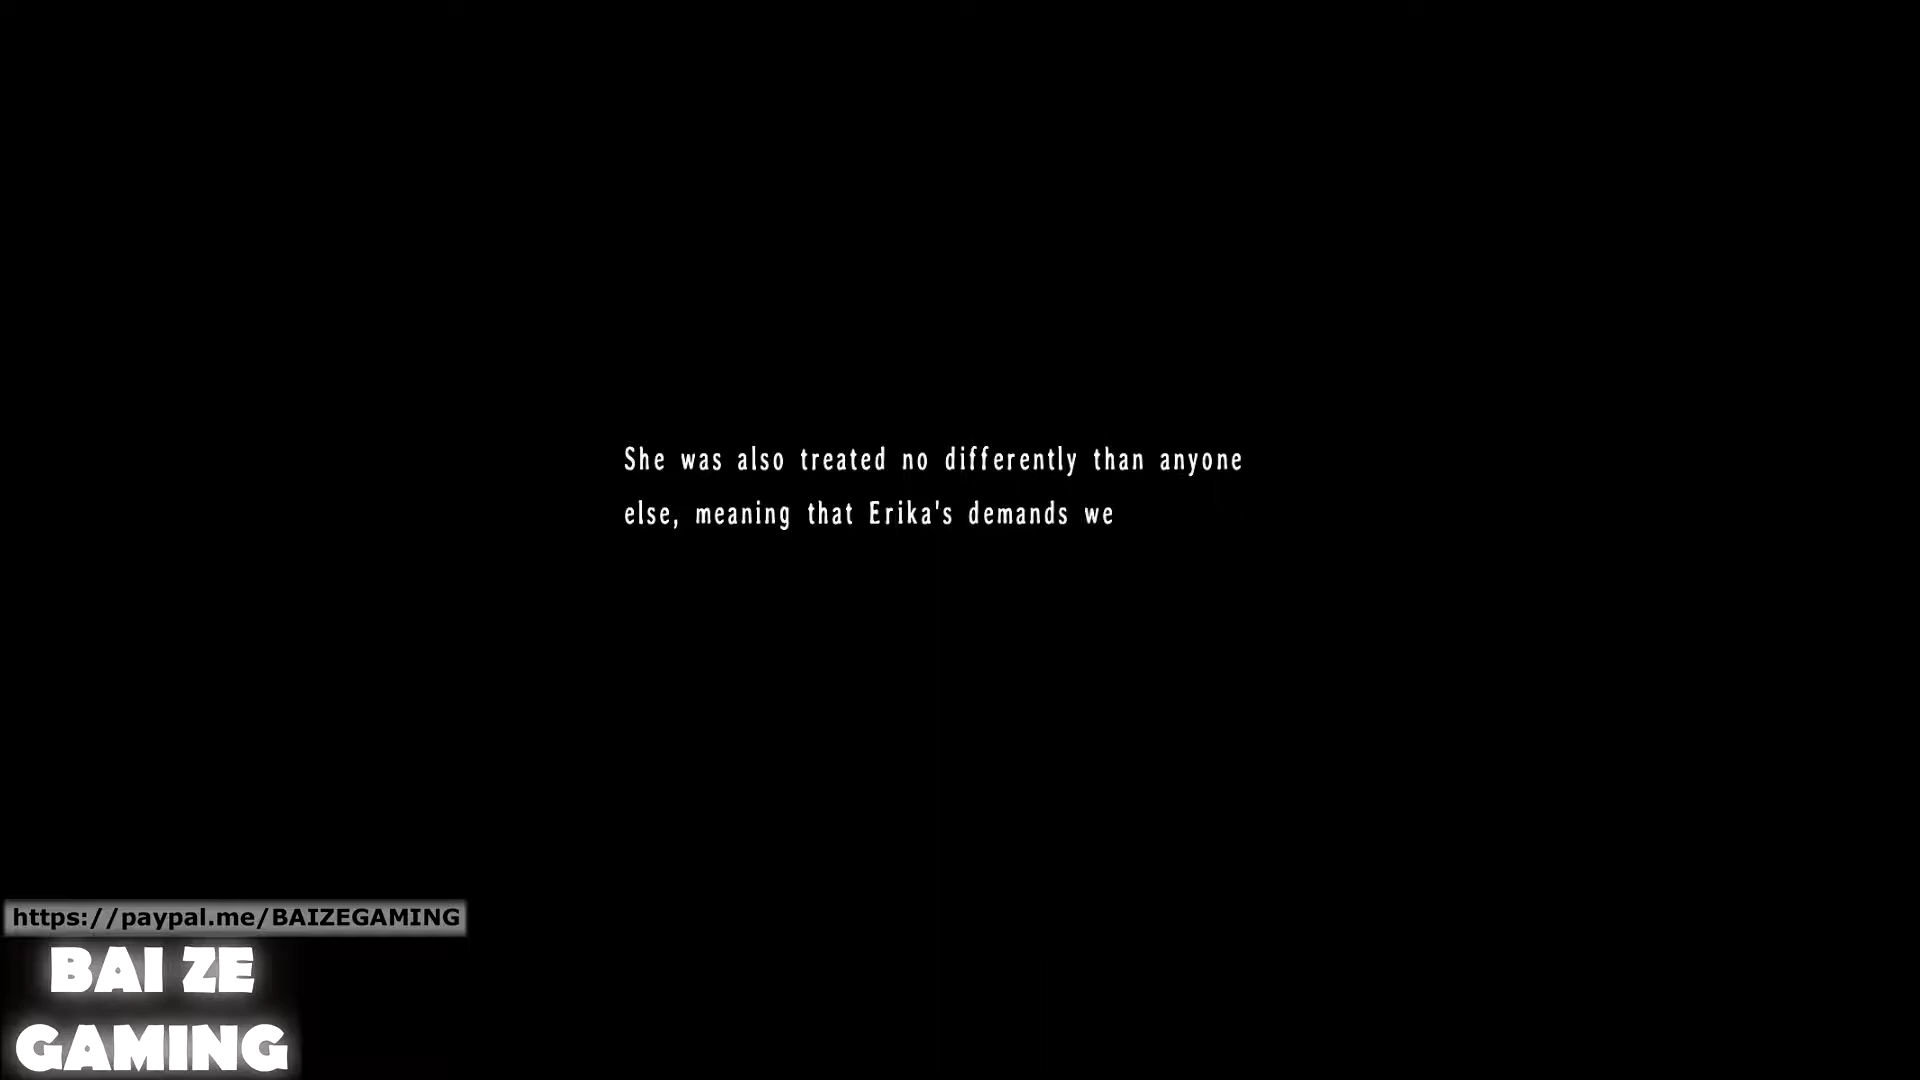 She was also treated no differently than anyone
else, meaning that Erika's demands we
https://paypal.me/BAIZEGAMING
BAI ZE
GAMING